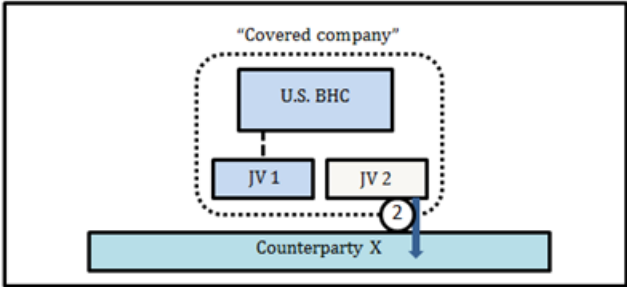 “Covered company”
U.S. BHC
JV 1
JV 2
2
Counterparty X